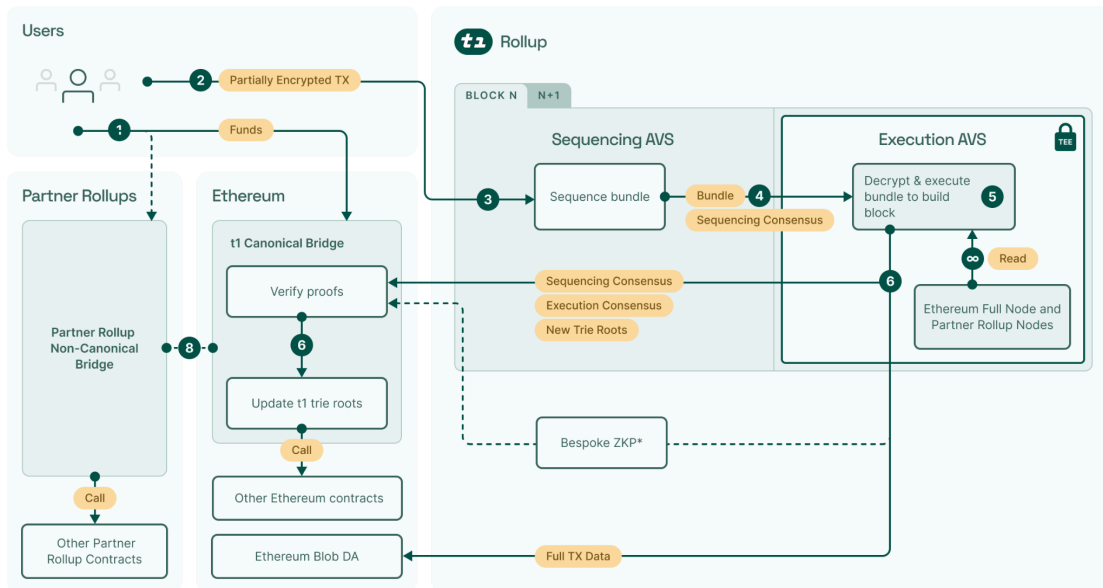 Users
2
Partially Encrypted TX
1
Funds
Partner Rollups
Partner Rollup
Non-Canonical
Bridge
8
Call
Other Partner
Rollup Contracts
Ethereum
t1 Canonical Bridge
Verify proofs
6
Update t1 trie roots
Call
Other Ethereum contracts
Ethereum Blob DA
t1 Rollup
BLOCK N
N+1
Sequencing AVS
3
Sequence bundle
Bundle
4
Sequencing Consensus
Execution AVS
TEE
Decrypt & execute
bundle to build
block
5
6
∞
Read
Ethereum Full Node and
Partner Rollup Nodes
Sequencing Consensus
Execution Consensus
New Trie Roots
Bespoke ZKP*
Full TX Data